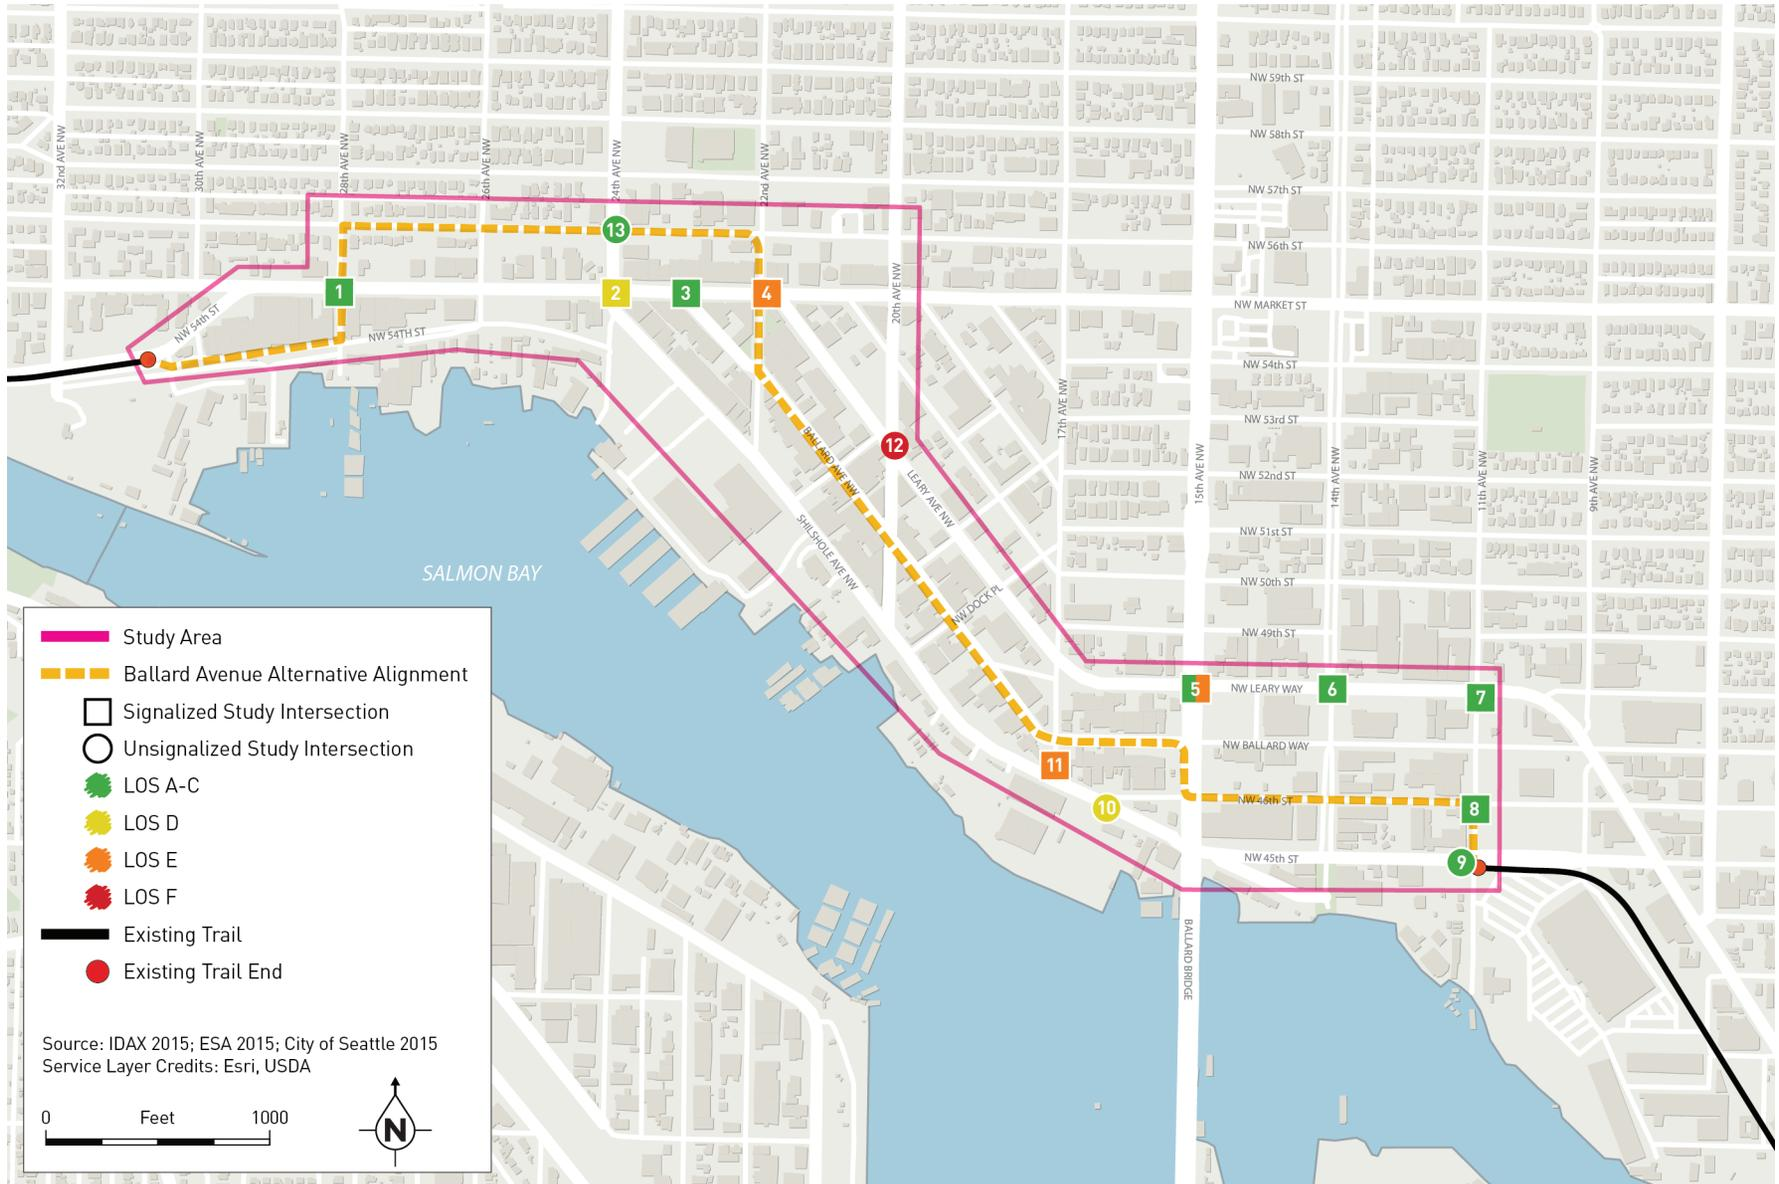 NW 59TH ST
NW 58TH ST
32nd AVE NW
30th AVE NW
28th AVE NW
26th AVE NW
24th AVE NW
22nd AVE NW
NW 57TH ST
13
NW 56TH ST
20th AVE NW
1
2
3
4
NW MARKET ST
NW 54th ST
NW 54TH ST
NW 54TH ST
17th AVE NW
NW 53rd ST
12
BALLARD AVE NW
LEARY AVE NW
15th AVE NW
NW 52nd ST
14th AVE NW
11th AVE NW
9th AVE NW
SHILSHOLE AVE NW
NW 51st ST
SALMON BAY
NW 50th ST
NW DOCK PL
NW 49th ST
5
NW LEARY WAY
6
7
NW BALLARD WAY
11
10
NW 46th ST
8
NW 45th ST
9
BALLARD BRIDGE
Study Area
Ballard Avenue Alternative Alignment
Signalized Study Intersection
Unsignalized Study Intersection
LOS A-C
LOS D
LOS E
LOS F
Existing Trail
Existing Trail End
Source: IDAX 2015; ESA 2015; City of Seattle 2015
Service Layer Credits: Esri, USDA
0 Feet 1000
N